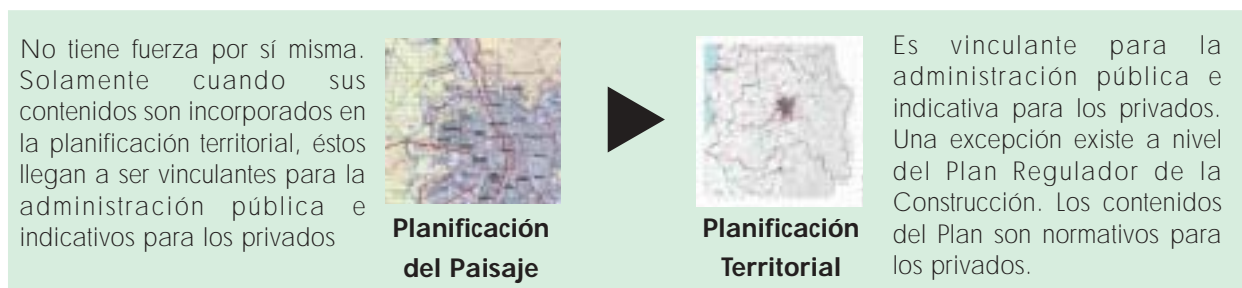 No tiene fuerza por sí misma.
Solamente cuando sus
contenidos son incorporados en
la planificación territorial, éstos
llegan a ser vinculantes para la
administración pública e
indicativos para los privados
Planificación
del Paisaje
Planificación
Territorial
Es vinculante para la
administración pública e
indicativa para los privados.
Una excepción existe a nivel
del Plan Regulador de la
Construcción. Los contenidos
del Plan son normativos para
los privados.